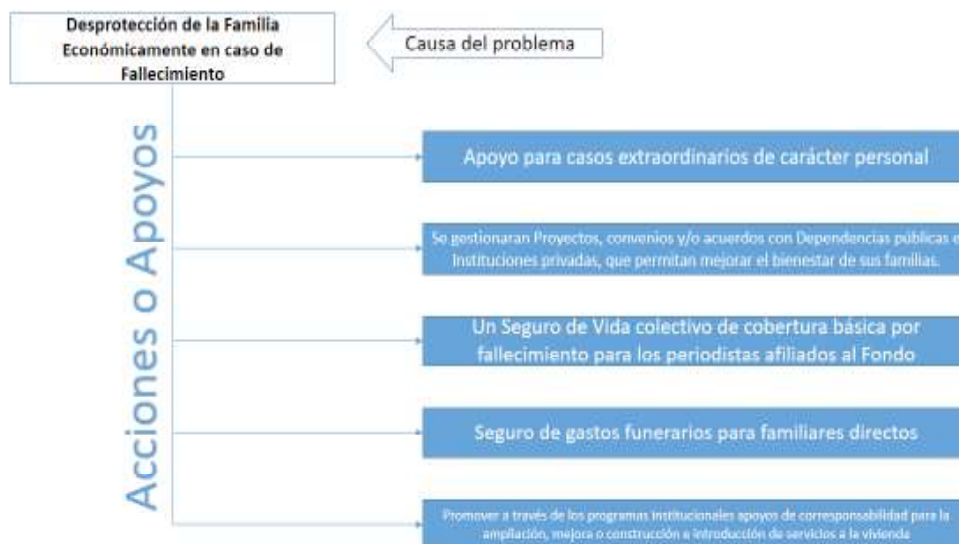 Desprotección de la Familia
Económicamente en caso de
Fallecimiento
Causa del problema
Acciones o Apoyos
Apoyo para casos extraordinarios de carácter personal
Se gestionaran Proyectos, convenios y/o acuerdos con Dependencias públicas e
Instituciones privadas, que permitan mejorar el bienestar de sus familias.
Un Seguro de Vida colectivo de cobertura básica por
fallecimiento para los periodistas afiliados al Fondo
Seguro de gastos funerarios para familiares directos
Promover a través de los programas institucionales apoyos de corresponsabilidad para la
ampliación, mejora o construcción e introducción de servicios a la vivienda